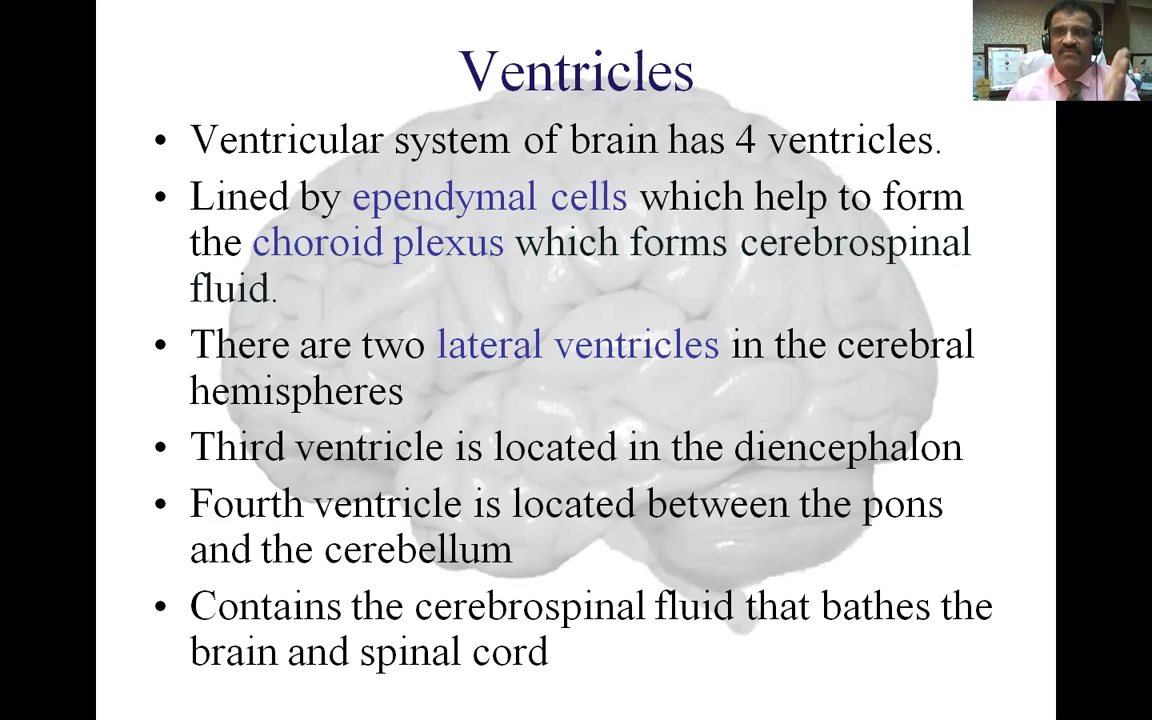 Ventricles
• Ventricular system of brain has 4 ventricles.
• Lined by ependymal cells which help to form
the choroid plexus which forms cerebrospinal
fluid.
• There are two lateral ventricles in the cerebral
hemispheres
• Third ventricle is located in the diencephalon
• Fourth ventricle is located between the pons
and the cerebellum
• Contains the cerebrospinal fluid that bathes the
brain and spinal cord